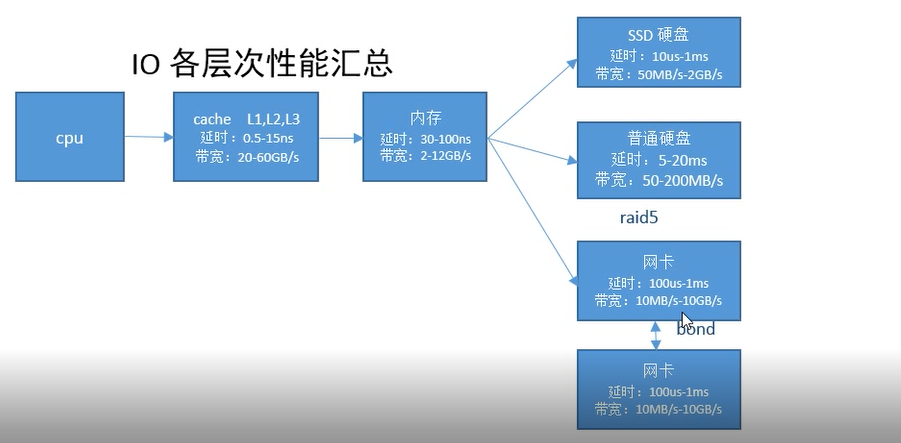 IO 各层次性能汇总
cpu
cache L1,L2,L3
延时：0.5-15ns
带宽：20-60GB/s
内存
延时：30-100ns
带宽：2-12GB/s
SSD 硬盘
延时：10us-1ms
带宽：50MB/s-2GB/s
普通硬盘
延时：5-20ms
带宽：50-200MB/s
raid5
网卡
延时：100us-1ms
带宽：10MB/s-10GB/s
bond
网卡
延时：100us-1ms
带宽：10MB/s-10GB/s